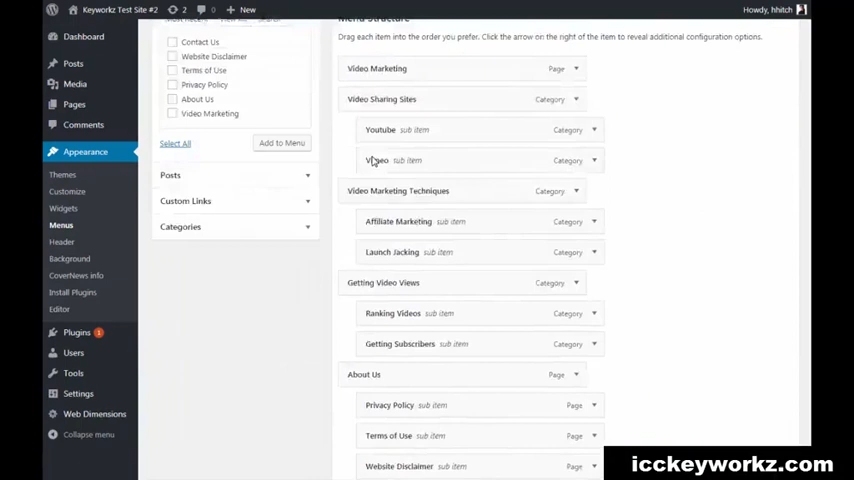 Keyworkz Test Site #2 2 0 New Howdy, hhitch
Dashboard
Posts
Media
Pages
Comments
Appearance
Themes
Customize
Widgets
Menus
Header
Background
CoverNews info
Install Plugins
Editor
Plugins 1
Users
Tools
Settings
Web Dimensions
Collapse menu
Contact Us
Website Disclaimer
Terms of Use
Privacy Policy
About Us
Video Marketing
Select All Add to Menu
Posts
Custom Links
Categories
Menu Structure
Drag each item into the order you prefer. Click the arrow on the right of the item to reveal additional configuration options.
Video Marketing Page
Video Sharing Sites Category
Youtube sub item Category
sub item Category
Video Marketing Techniques Category
Affiliate Marketing sub item Category
Launch Jacking sub item Category
Getting Video Views Category
Ranking Videos sub item Category
Getting Subscribers sub item Category
About Us Page
Privacy Policy sub item Page
Terms of Use sub item Page
Website Disclaimer sub item Page
icckeyworkz.com